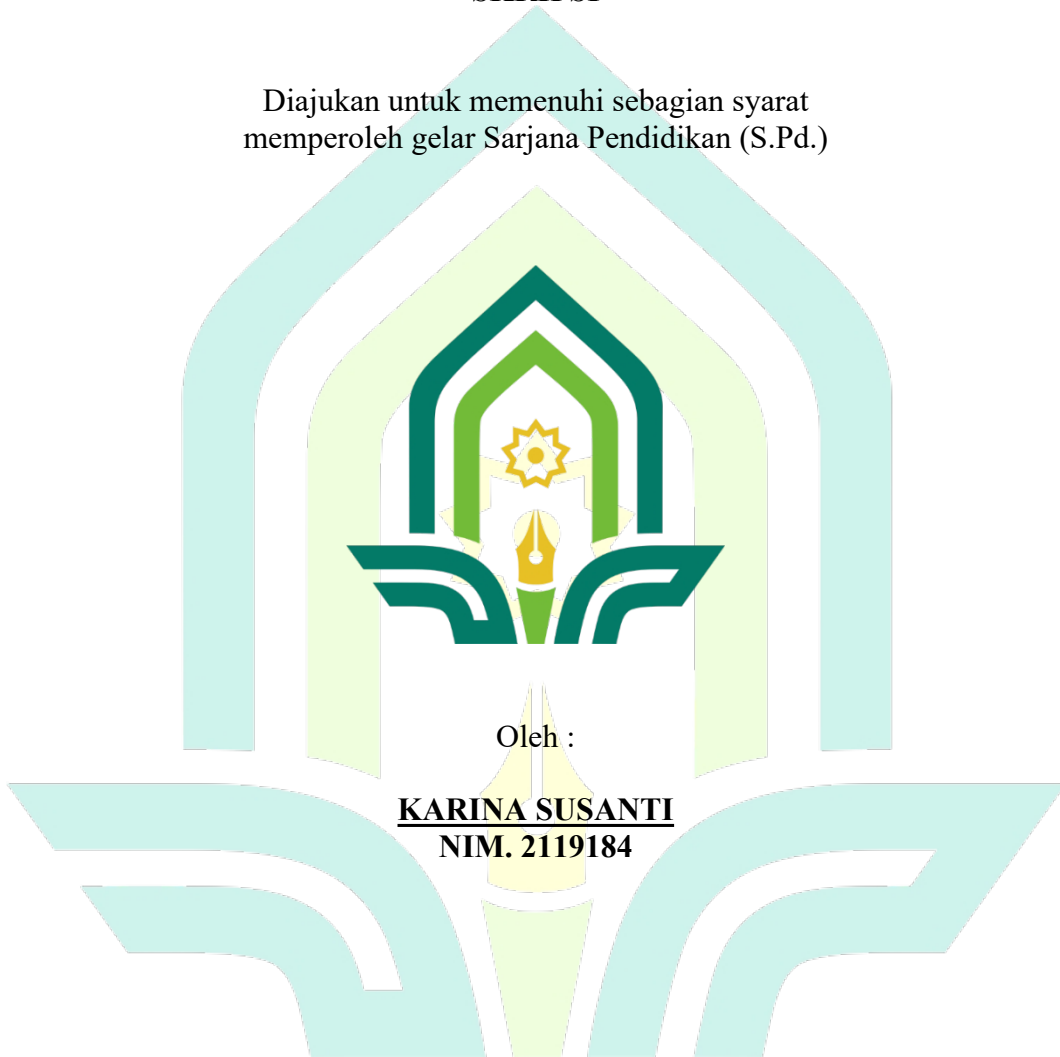 Diajukan untuk memenuhi sebagian syarat
memperoleh gelar Sarjana Pendidikan (S.Pd.)
Oleh :
KARINA SUSANTI
NIM. 2119184